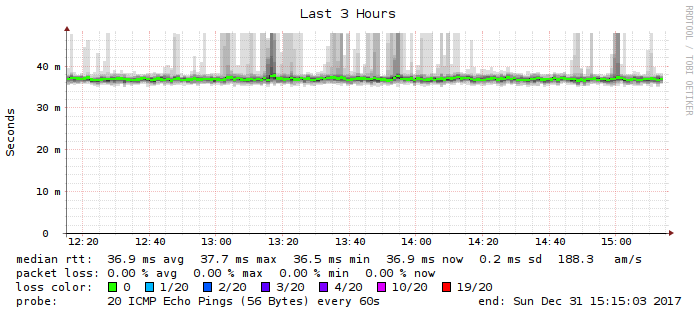 Last 3 Hours
RRDTOOL / TOBI OETIKER
Seconds
40 m
30 m
20 m
10 m
0
12:20 12:40 13:00 13:20 13:40 14:00 14:20 14:40 15:00
median rtt: 36.9 ms avg 37.7 ms max 36.5 ms min 36.9 ms now 0.2 ms sd 188.3 am/s
packet loss: 0.00 % avg 0.00 % max 0.00 % min 0.00 % now
loss color: 0 1/20 2/20 3/20 4/20 10/20 19/20
probe: 20 ICMP Echo Pings (56 Bytes) every 60s end: Sun Dec 31 15:15:03 2017